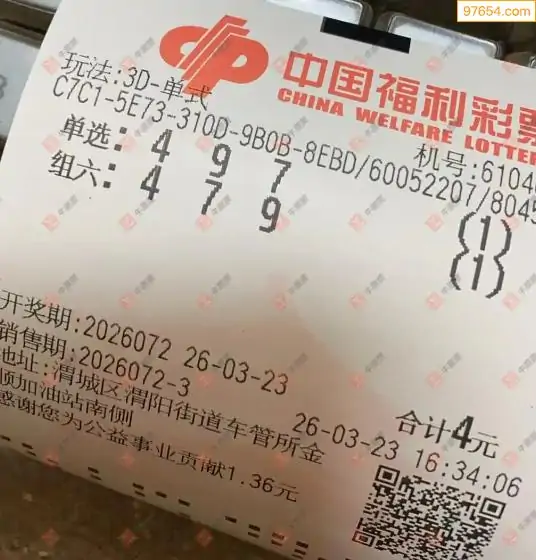 97654.com
中国福利彩票
CHINA WELFARE LOTTER
玩法:3D-单式
机号:6104
C7C1-5E73-310D-9B0B-8EBD/60052207/8045
单选: 4 9 7 (1)
组六: 4 7 9 (1)
开奖期:2026072 26-03-23
销售期:2026072-3
26-03-23 16:34:06
合计4元
地址:渭城区渭阳街道车管所金
顺加油站南侧
感谢您为公益事业贡献1.36元